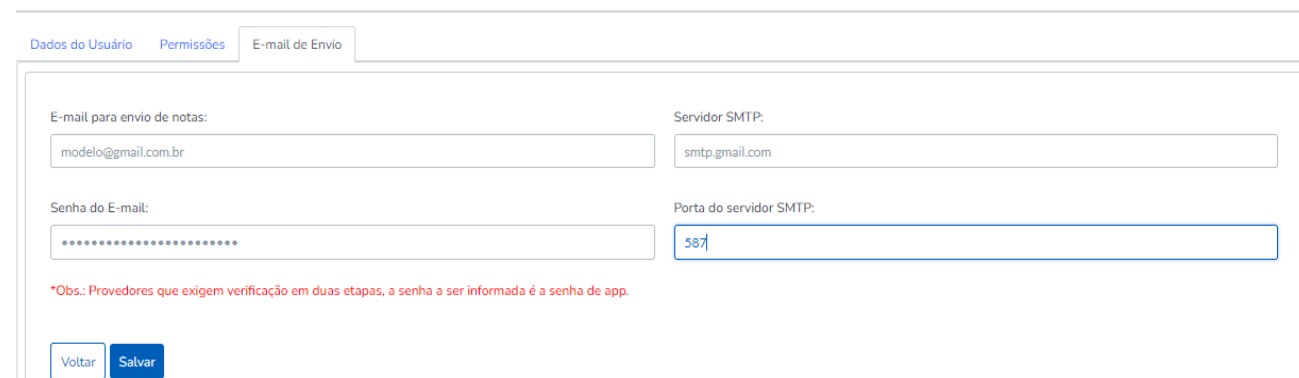 Dados do Usuário Permissões E-mail de Envio
E-mail para envio de notas: Servidor SMTP:
modelo@gmail.com.br smtp.gmail.com
Senha do E-mail: Porta do servidor SMTP:
•••••••••••••••••••••••• 587
*Obs.: Provedores que exigem verificação em duas etapas, a senha a ser informada é a senha de app.
Voltar Salvar